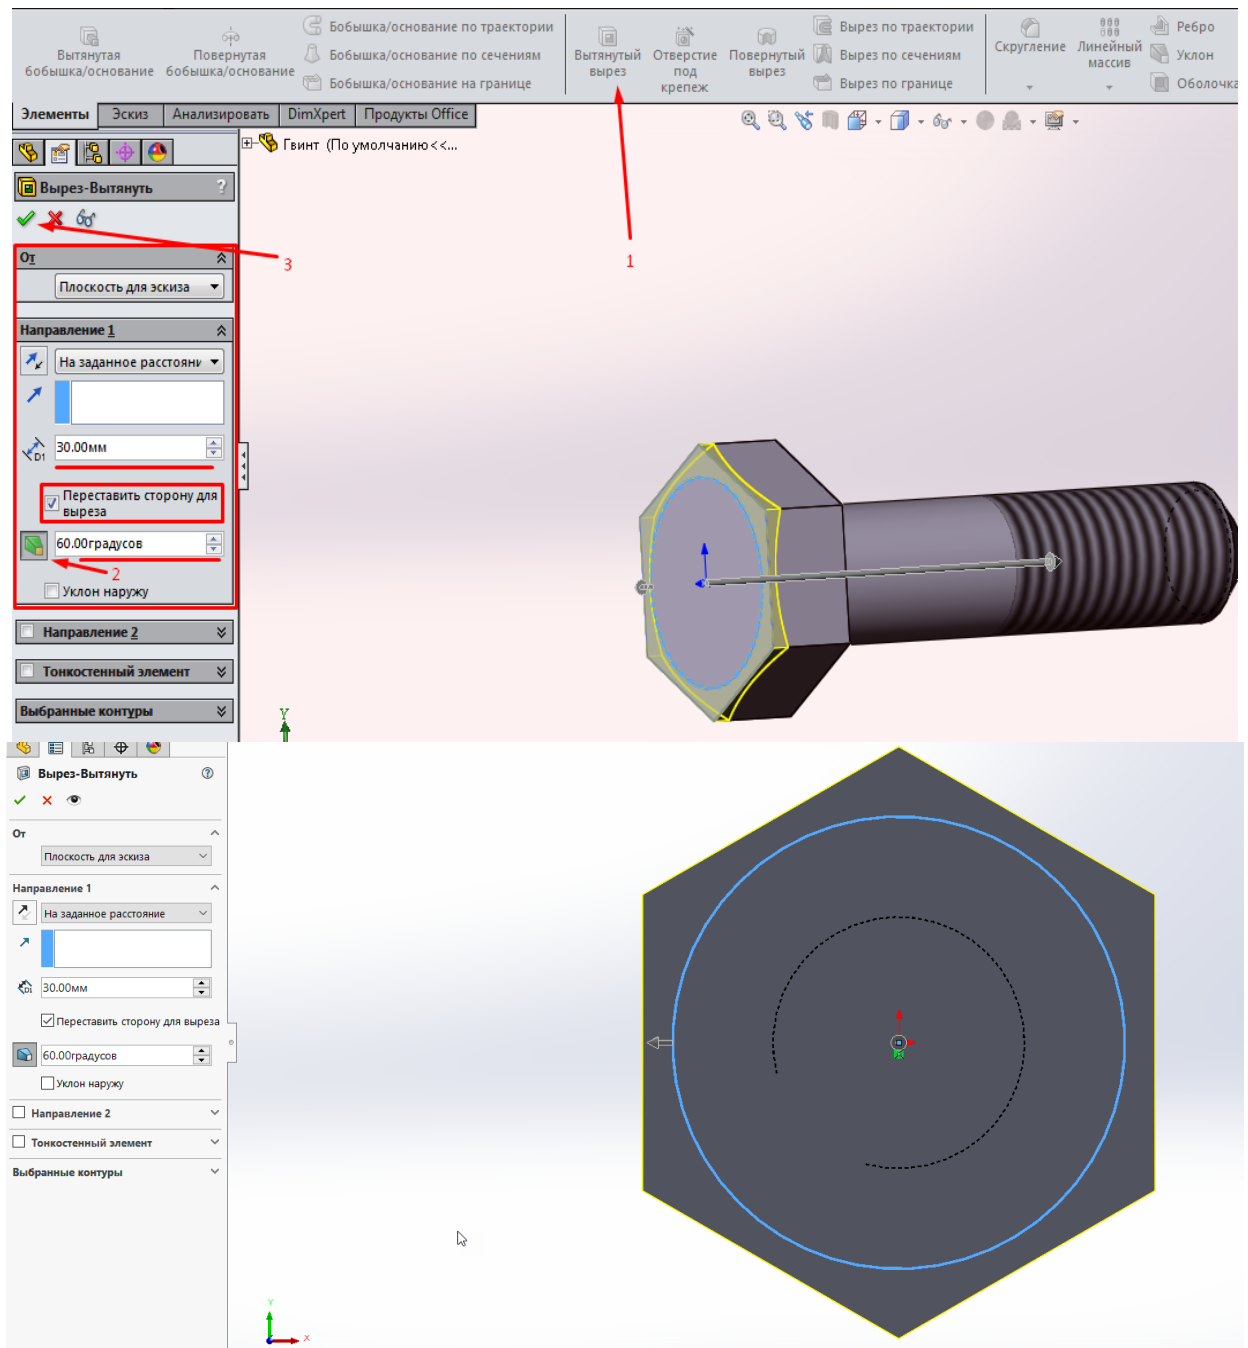 Вытянутая
бобышка/основание
Повернутая
бобышка/основание
Бобышка/основание по траектории
Бобышка/основание по сечениям
Бобышка/основание на границе
Вытянутый
вырез
Отверстие
под
крепеж
Повернутый
вырез
Вырез по траектории
Вырез по сечениям
Вырез по границе
Скругление
Линейный
массив
Ребро
Уклон
Оболочка
Элементы
Эскиз
Анализировать
DimXpert
Продукты Office
Гвинт (По умолчанию<<...
Вырез-Вытянуть
?
3
1
От
Плоскость для эскиза
Направление 1
На заданное расстояни
D1
30.00мм
Переставить сторону для
выреза
60.00градусов
2
Уклон наружу
Направление 2
Тонкостенный элемент
Выбранные контуры
Y
Вырез-Вытянуть
?
От
Плоскость для эскиза
Направление 1
На заданное расстояние
D1
30.00мм
Переставить сторону для выреза
60.00градусов
Уклон наружу
Направление 2
Тонкостенный элемент
Выбранные контуры
Y
X